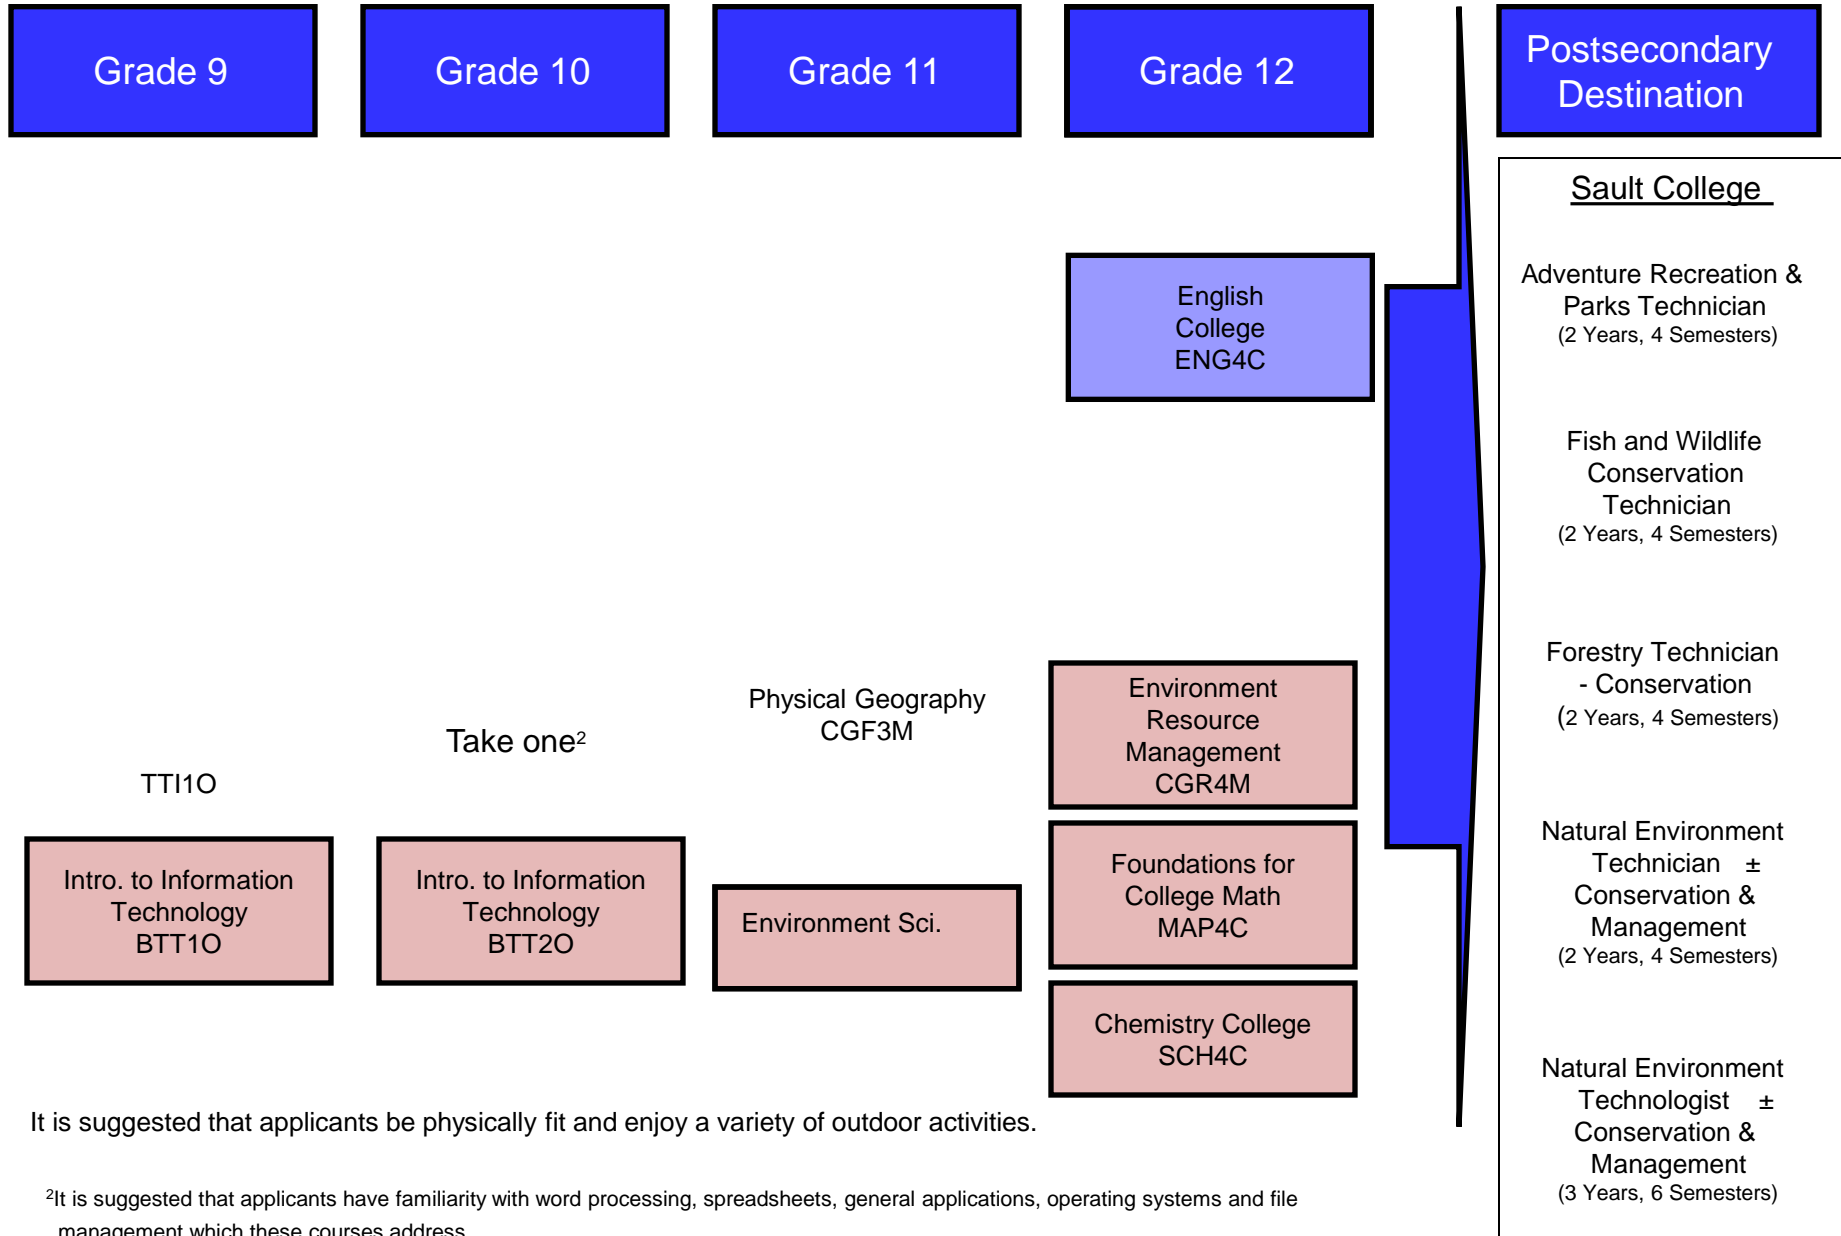 Grade 9
Grade 10
Grade 11
Grade 12
Postsecondary
Destination
Sault College
Adventure Recreation &
Parks Technician
(2 Years, 4 Semesters)
Fish and Wildlife
Conservation
Technician
(2 Years, 4 Semesters)
Forestry Technician
- Conservation
(2 Years, 4 Semesters)
Natural Environment
Technician ±
Conservation &
Management
(2 Years, 4 Semesters)
Natural Environment
Technologist ±
Conservation &
Management
(3 Years, 6 Semesters)
English
College
ENG4C
TTI1O
Intro. to Information
Technology
BTT1O
Take one²
Intro. to Information
Technology
BTT2O
Physical Geography
CGF3M
Environment Sci.
Environment
Resource
Management
CGR4M
Foundations for
College Math
MAP4C
Chemistry College
SCH4C
It is suggested that applicants be physically fit and enjoy a variety of outdoor activities.
²It is suggested that applicants have familiarity with word processing, spreadsheets, general applications, operating systems and file
management which these courses address